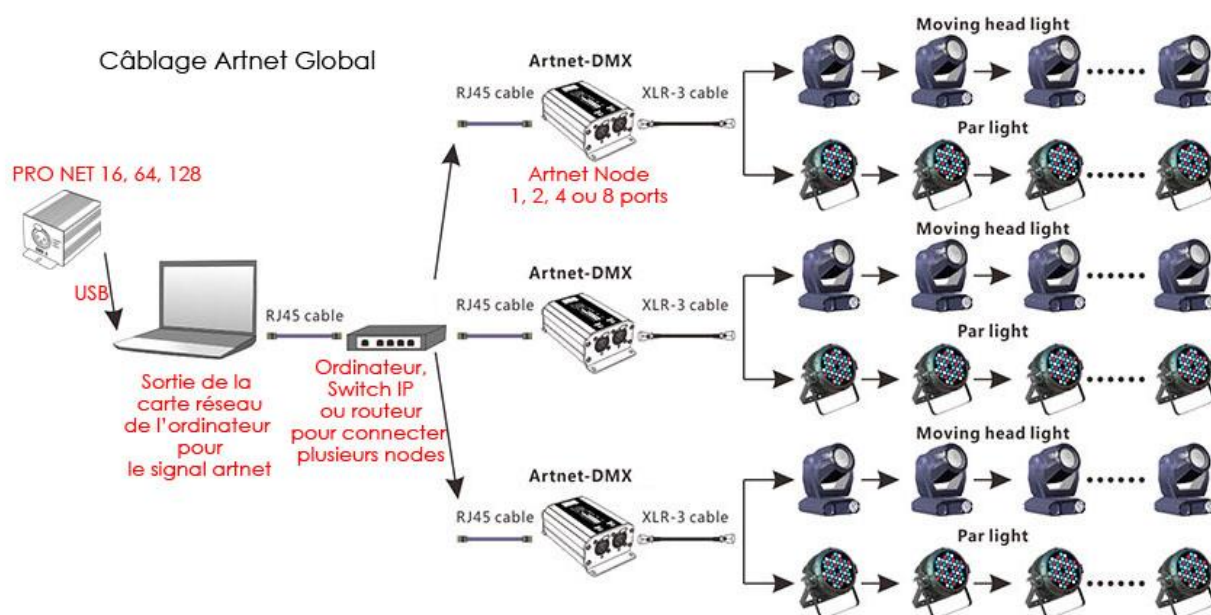 Câblage Artnet Global
PRO NET 16, 64, 128
USB
RJ45 cable
Sortie de la
carte réseau
de l’ordinateur
pour
le signal artnet
Ordinateur,
Switch IP
ou routeur
pour connecter
plusieurs nodes
Artnet-DMX
RJ45 cable
XLR-3 cable
Artnet Node
1, 2, 4 ou 8 ports
Moving head light
Par light
Artnet-DMX
RJ45 cable
XLR-3 cable
Moving head light
Par light
Artnet-DMX
RJ45 cable
XLR-3 cable
Moving head light
Par light